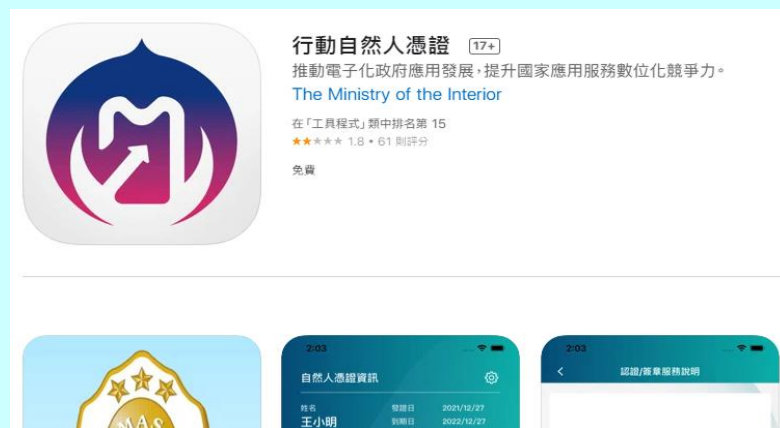 行動自然人憑證 17+
推動電子化政府應用發展，提升國家應用服務數位化競爭力。
The Ministry of the Interior
在「工具程式」類中排名第 15
★★★★★ 1.8 • 61 則評分
免費
MAS
2:03
自然人憑證資訊
姓名 發證日 2021/12/27
王小明 到期日 2022/12/27
2:03
認證/簽章服務說明